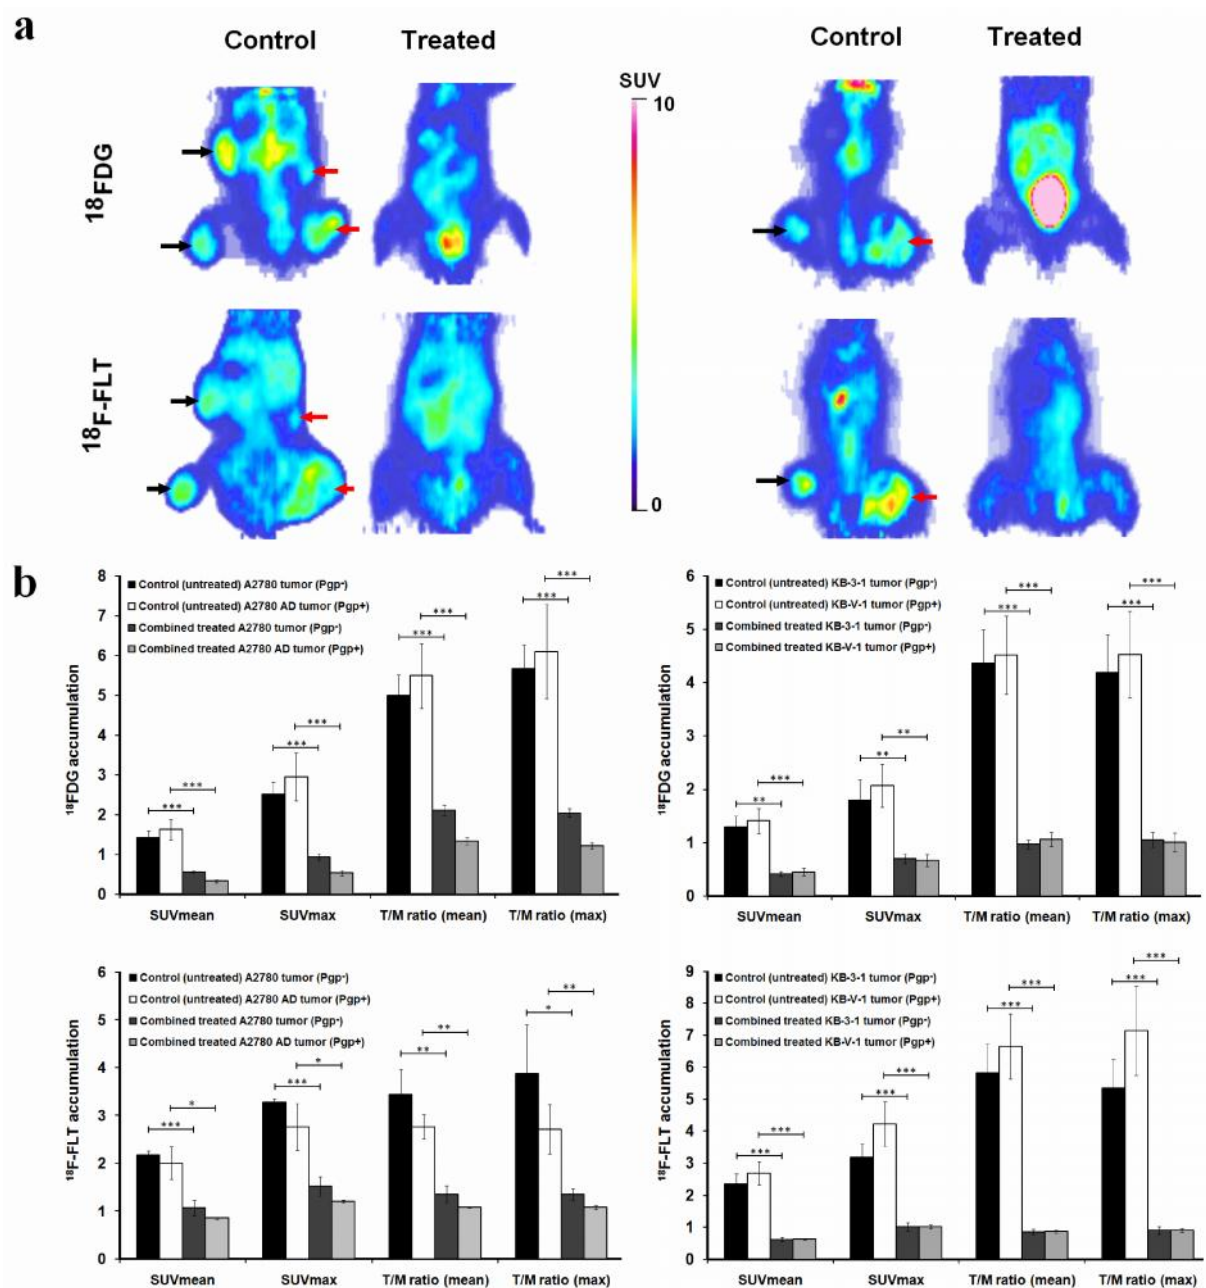 a
Control Treated
Control Treated
SUV
10
0
18FDG
18F-FLT
b
8
7
6
5
4
3
2
1
0
18FDG accumulation
Control (untreated) A2780 tumor (Pgp-)
Control (untreated) A2780 AD tumor (Pgp+)
Combined treated A2780 tumor (Pgp-)
Combined treated A2780 AD tumor (Pgp+)
*** *** *** *** *** *** *** ***
SUVmean SUVmax T/M ratio (mean) T/M ratio (max)
6
5
4
3
2
1
0
18FDG accumulation
Control (untreated) KB-3-1 tumor (Pgp-)
Control (untreated) KB-V-1 tumor (Pgp+)
Combined treated KB-3-1 tumor (Pgp-)
Combined treated KB-V-1 tumor (Pgp+)
** *** ** ** *** *** *** ***
SUVmean SUVmax T/M ratio (mean) T/M ratio (max)
6
5
4
3
2
1
0
18F-FLT accumulation
Control (untreated) A2780 tumor (Pgp-)
Control (untreated) A2780 AD tumor (Pgp+)
Combined treated A2780 tumor (Pgp-)
Combined treated A2780 AD tumor (Pgp+)
*** * *** * ** ** * **
SUVmean SUVmax T/M ratio (mean) T/M ratio (max)
9
8
7
6
5
4
3
2
1
0
18F-FLT accumulation
Control (untreated) KB-3-1 tumor (Pgp-)
Control (untreated) KB-V-1 tumor (Pgp+)
Combined treated KB-3-1 tumor (Pgp-)
Combined treated KB-V-1 tumor (Pgp+)
*** *** *** *** *** *** *** ***
SUVmean SUVmax T/M ratio (mean) T/M ratio (max)